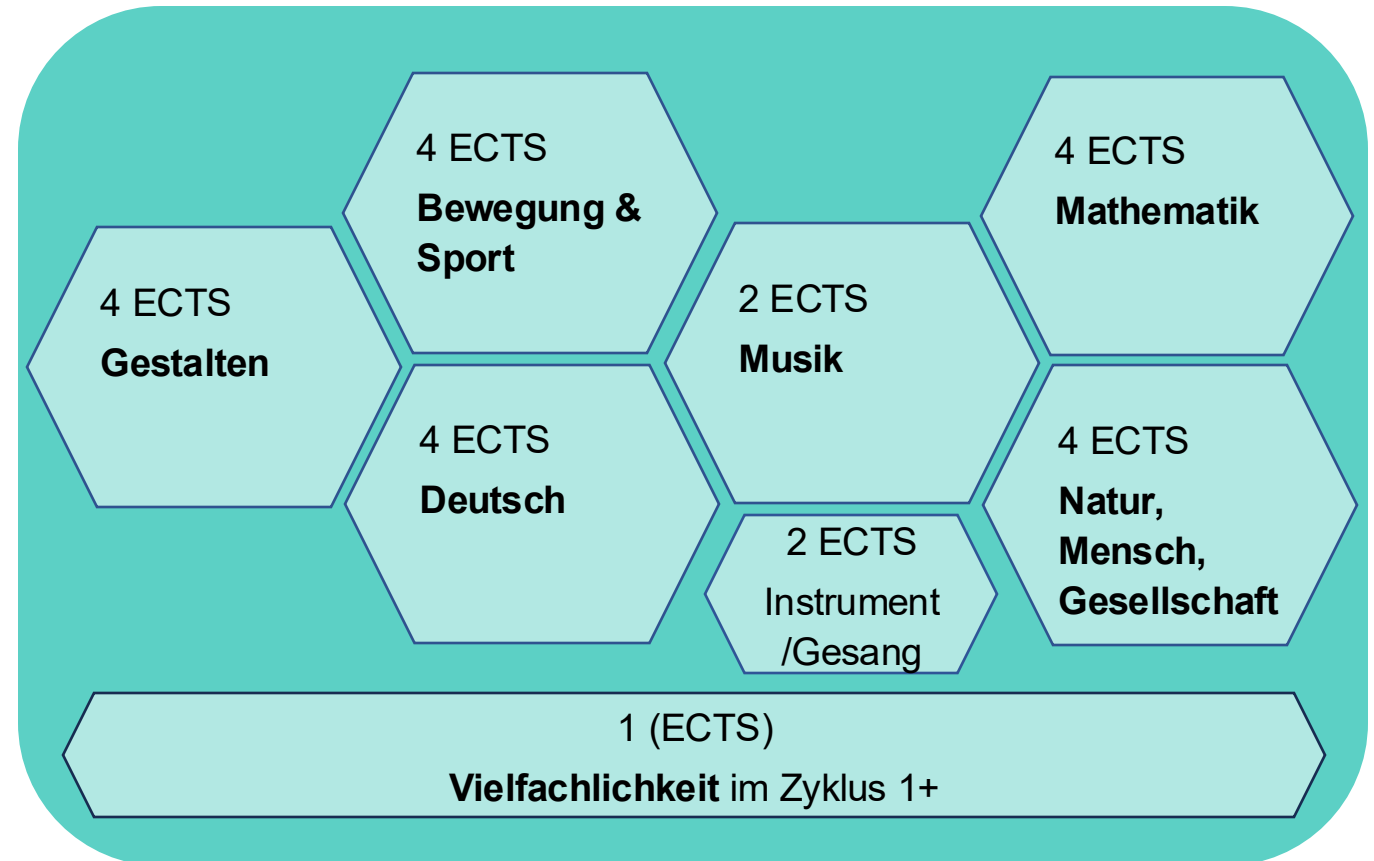 4 ECTS
Gestalten
4 ECTS
Bewegung &
Sport
4 ECTS
Deutsch
2 ECTS
Musik
2 ECTS
Instrument
/Gesang
4 ECTS
Mathematik
4 ECTS
Natur,
Mensch,
Gesellschaft
1 (ECTS)
Vielfachlichkeit im Zyklus 1+